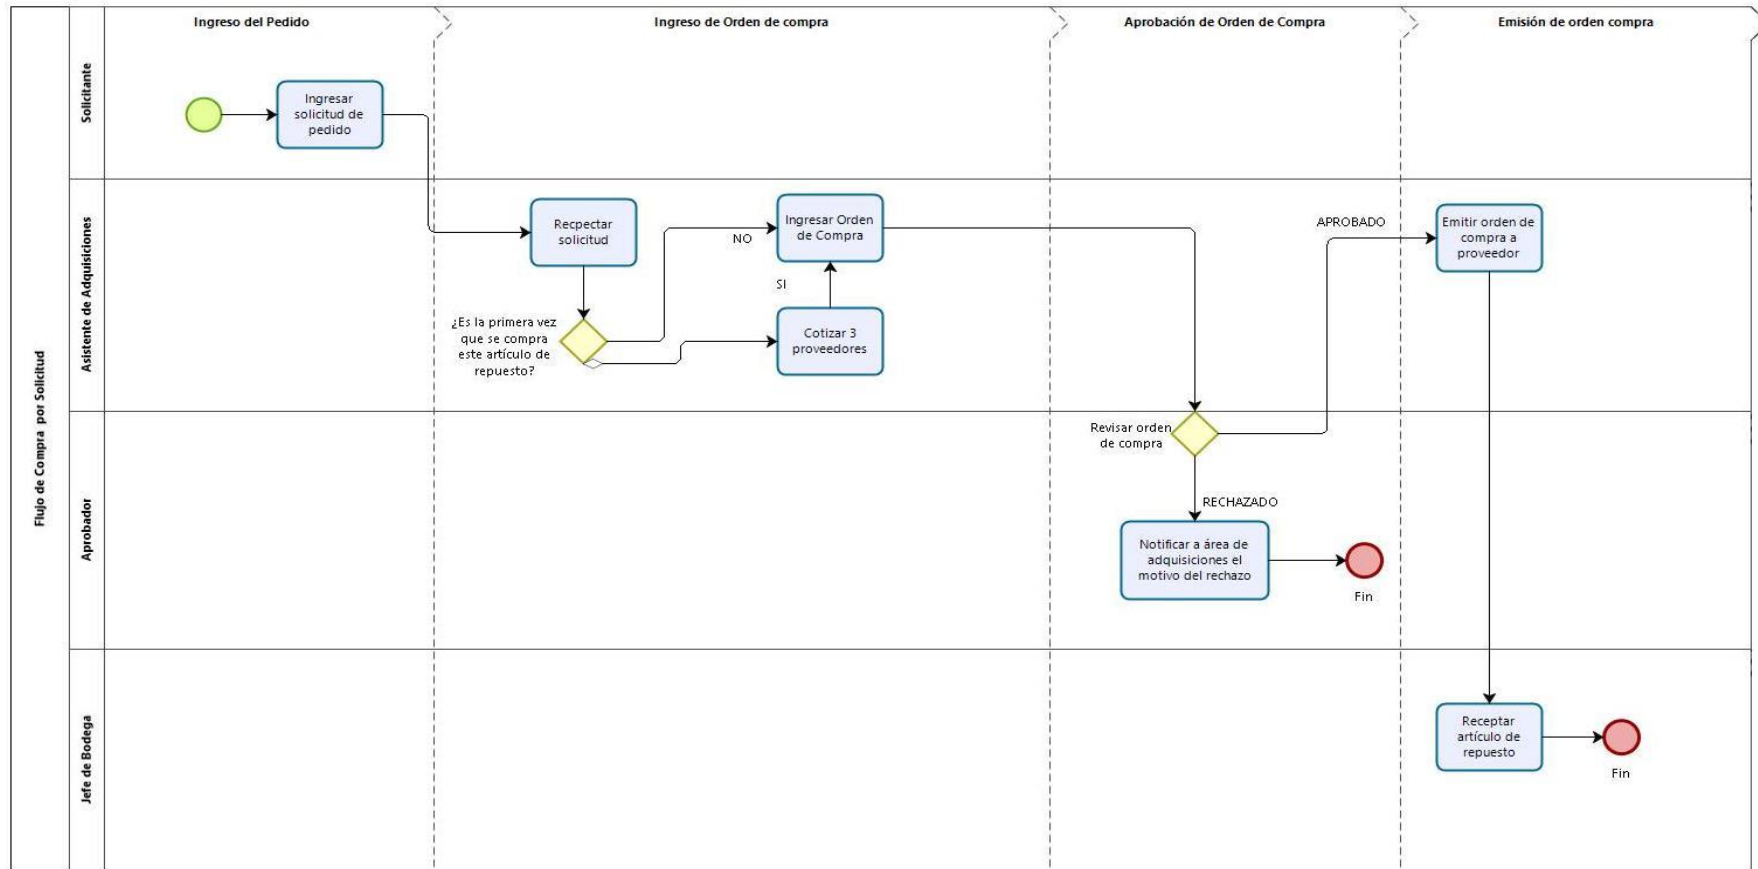 Ingreso del Pedido
Ingreso de Orden de compra
Aprobación de Orden de Compra
Emisión de orden compra
Flujo de Compra por Solicitud
Solicitante
Ingresar
solicitud de
pedido
Asistente de Adquisiciones
Recpectar
solicitud
¿Es la primera vez
que se compra
este artículo de
repuesto?
NO
Ingresar Orden
de Compra
SI
Cotizar 3
proveedores
APROBADO
Emitir orden de
compra a
proveedor
Aprobador
Revisar orden
de compra
RECHAZADO
Notificar a área de
adquisiciones el
motivo del rechazo
Fin
Jefe de Bodega
Receptar
artículo de
repuesto
Fin